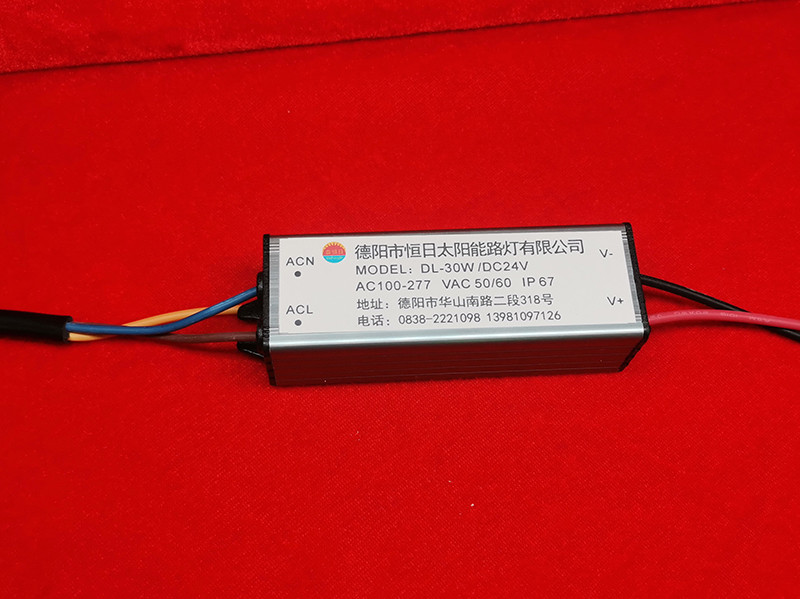 ACN
ACL
德阳市恒日太阳能路灯有限公司
MODEL: DL-30W/DC24V
AC100-277 VAC 50/60 IP 67
地址: 德阳市华山南路二段318号
电话: 0838-2221098 13981097126
V-
V+